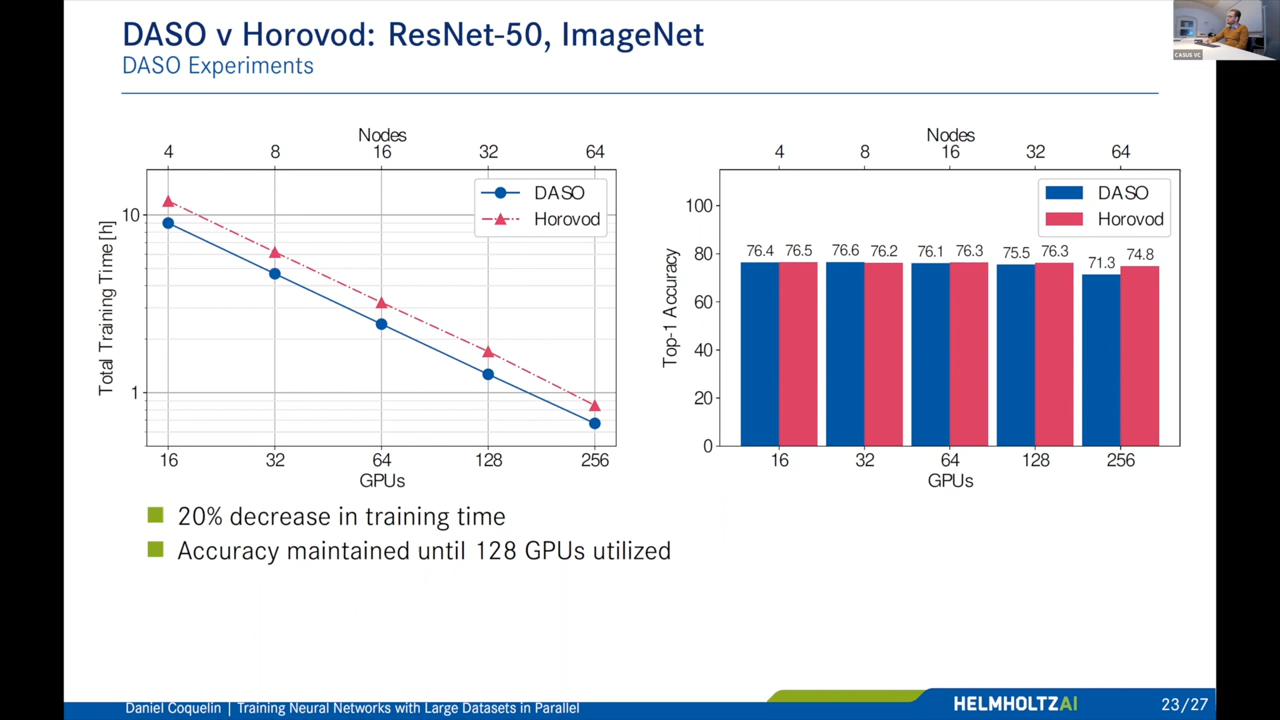 DASO v Horovod: ResNet-50, ImageNet
DASO Experiments
CASUS VC
Nodes
4 8 16 32 64
10
1
Total Training Time [h]
DASO
Horovod
16 32 64 128 256
GPUs
Nodes
4 8 16 32 64
100
80
60
40
20
0
Top-1 Accuracy
DASO
Horovod
76.4 76.5 76.6 76.2 76.1 76.3 75.5 76.3 71.3 74.8
16 32 64 128 256
GPUs
20% decrease in training time
Accuracy maintained until 128 GPUs utilized
Daniel Coquelin | Training Neural Networks with Large Datasets in Parallel
HELMHOLTZAI
23/27